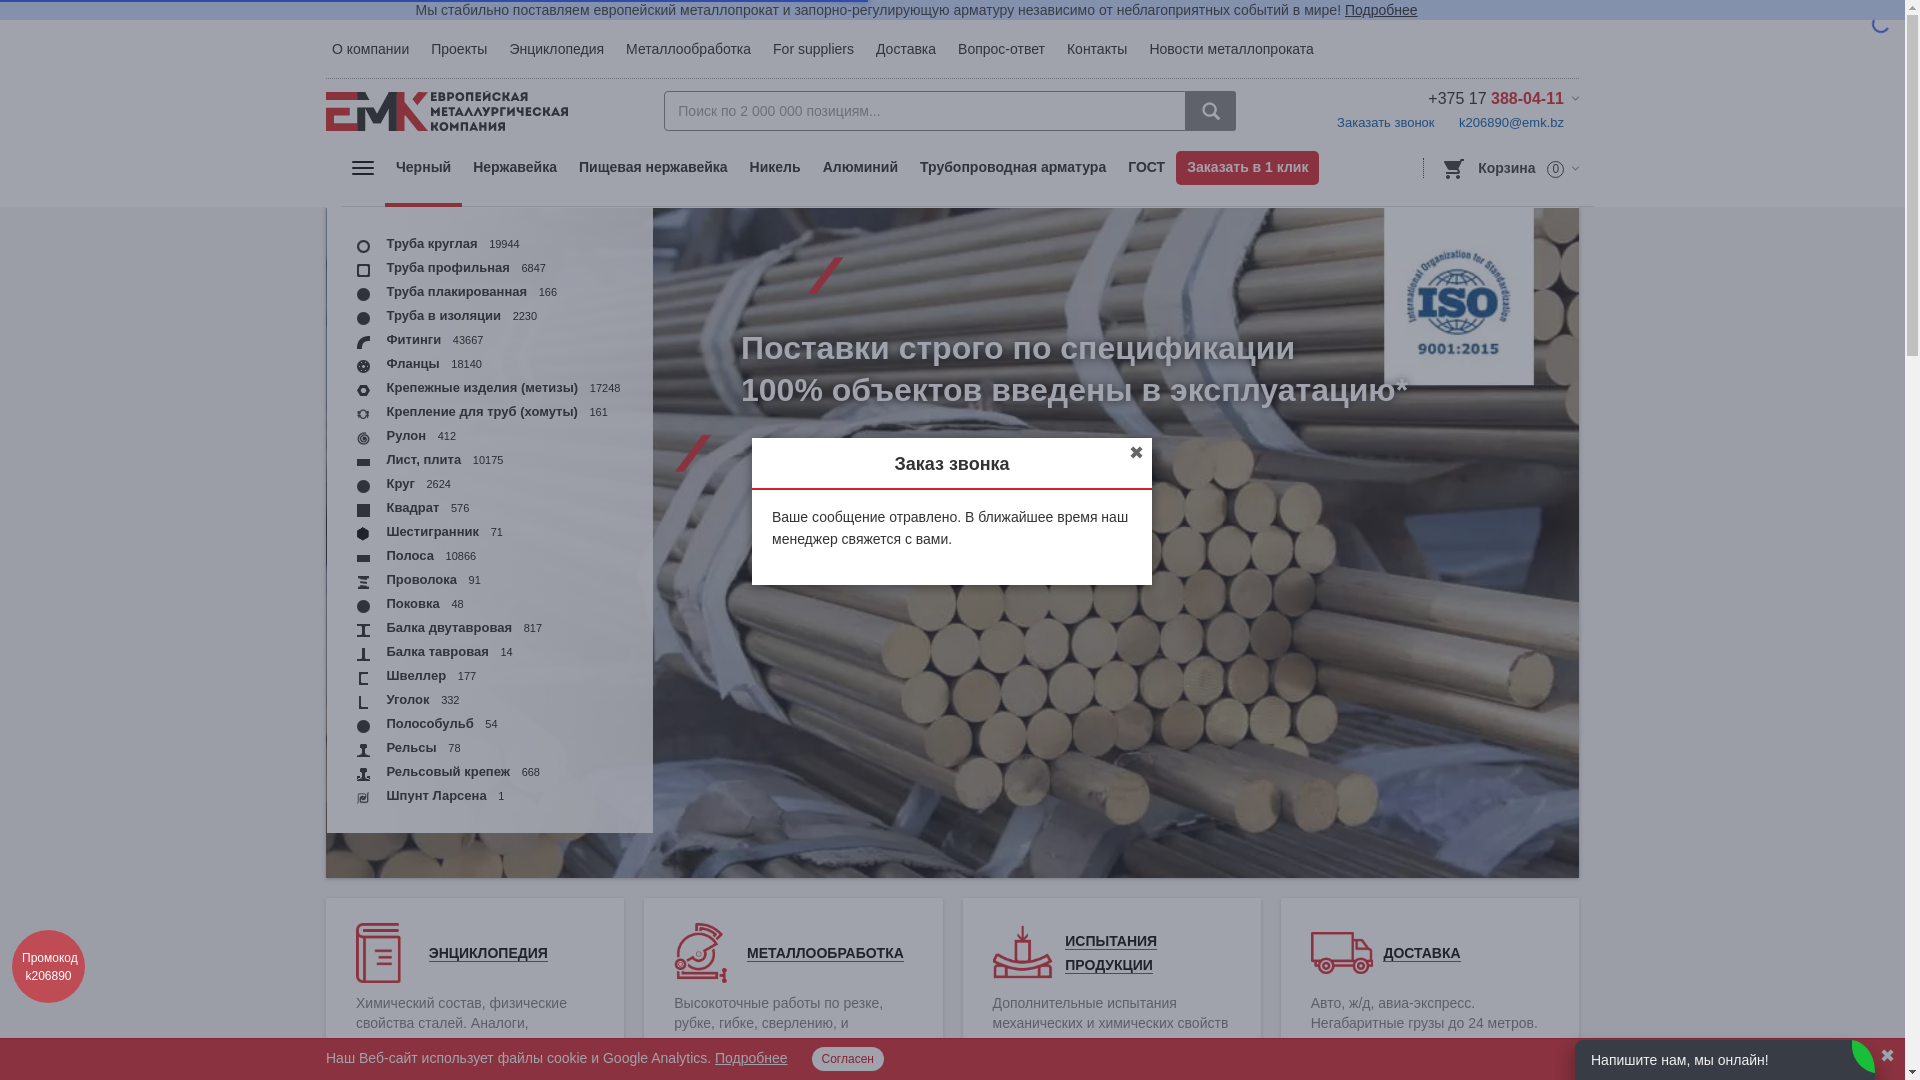 Мы стабильно поставляем европейский металлопрокат и запорно-регулирующую арматуру независимо от неблагоприятных событий в мире! Подробнее
О компании Проекты Энциклопедия Металлообработка For suppliers Доставка Вопрос-ответ Контакты Новости металлопроката
ЕМК ЕВРОПЕЙСКАЯ
МЕТАЛЛУРГИЧЕСКАЯ
КОМПАНИЯ
Поиск по 2 000 000 позициям...
+375 17 388-04-11
Заказать звонок k206890@emk.bz
Черный Нержавейка Пищевая нержавейка Никель Алюминий Трубопроводная арматура ГОСТ Заказать в 1 клик Корзина 0
Труба круглая 19944
Труба профильная 6847
Труба плакированная 166
Труба в изоляции 2230
Фитинги 43667
Фланцы 18140
Крепежные изделия (метизы) 17248
Крепление для труб (хомуты) 161
Рулон 412
Лист, плита 10175
Круг 2624
Квадрат 576
Шестигранник 71
Полоса 10866
Проволока 91
Поковка 48
Балка двутавровая 817
Балка тавровая 14
Швеллер 177
Уголок 332
Полособульб 54
Рельсы 78
Рельсовый крепеж 668
Шпунт Ларсена 1
International Organization for Standardization
ISO
9001:2015
Поставки строго по спецификации
100% объектов введены в эксплуатацию*
Заказ звонка
✖
Ваше сообщение отравлено. В ближайшее время наш
менеджер свяжется с вами.
ЭНЦИКЛОПЕДИЯ
Химический состав, физические
свойства сталей. Аналоги,
МЕТАЛЛООБРАБОТКА
Высокоточные работы по резке,
рубке, гибке, сверлению, и
ИСПЫТАНИЯ
ПРОДУКЦИИ
Дополнительные испытания
механических и химических свойств
ДОСТАВКА
Авто, ж/д, авиа-экспресс.
Негабаритные грузы до 24 метров.
Промокод
k206890
Наш Веб-сайт использует файлы cookie и Google Analytics. Подробнее Согласен
Напишите нам, мы онлайн!
✖